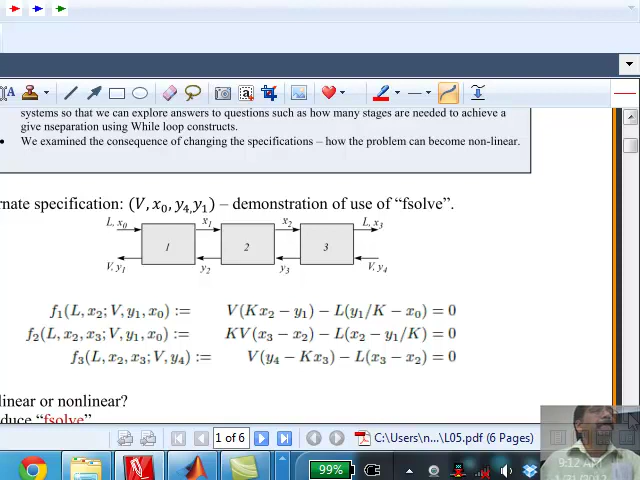 systems so that we can explore answers to questions such as how many stages are needed to achieve a
give nseparation using While loop constructs.
• We examined the consequence of changing the specifications – how the problem can become non-linear.
ernate specification: (V, x₀, y₄,y₁) – demonstration of use of “fsolve”.
L, x₀ x₁ x₂ L, x₃
1 2 3
V, y₁ y₂ y₃ V, y₄
f₁(L, x₂; V, y₁, x₀) := V(Kx₂ − y₁) − L(y₁/K − x₀) = 0
f₂(L, x₂, x₃; V, y₁, x₀) := KV(x₃ − x₂) − L(x₂ − y₁/K) = 0
f₃(L, x₂, x₃; V, y₄) := V(y₄ − Kx₃) − L(x₃ − x₂) = 0
linear or nonlinear?
duce “fsolve”
1 of 6
C:\Users\n...\L05.pdf (6 Pages)
99%
9:12 AM